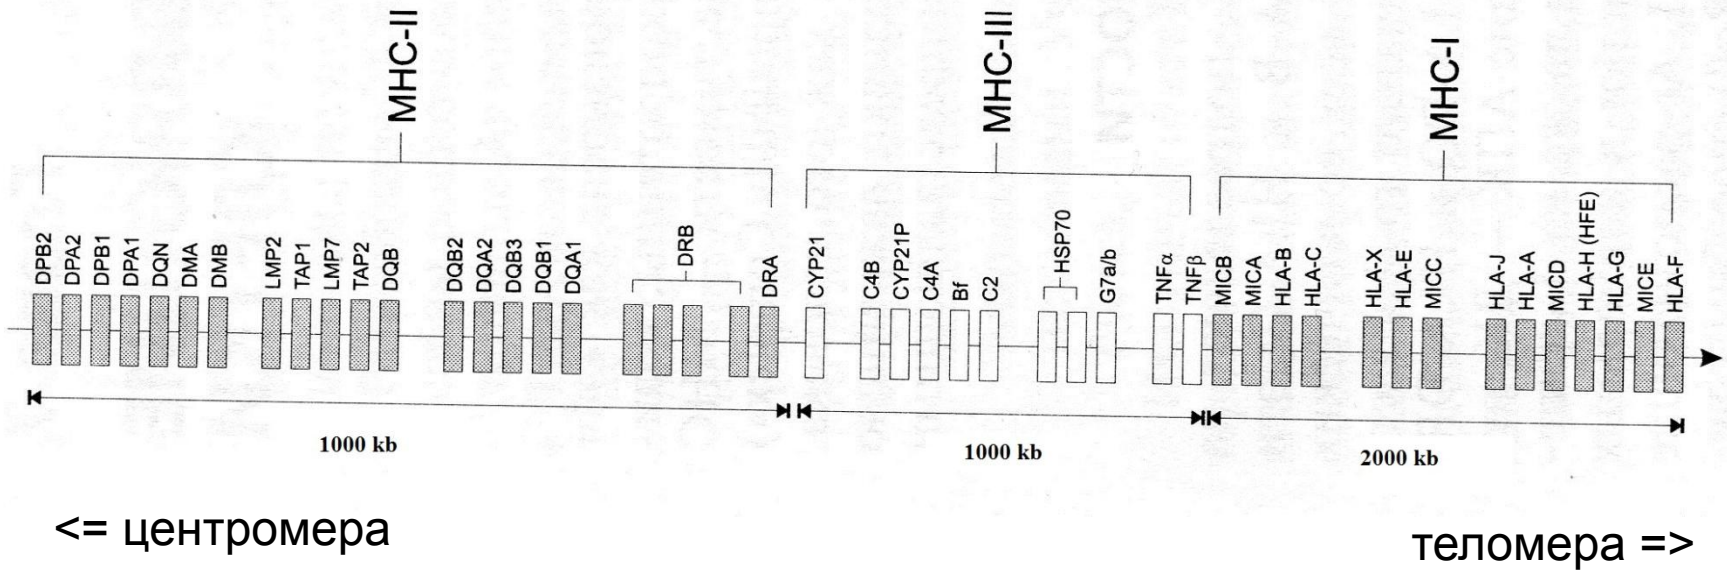 MHC-II
MHC-III
MHC-I
DPB2
DPA2
DPB1
DPA1
DQN
DMA
DMB
LMP2
TAP1
LMP7
TAP2
DQB
DQB2
DQA2
DQB3
DQB1
DQA1
DRB
DRA
CYP21
C4B
CYP21P
C4A
Bf
C2
HSP70
G7a/b
TNFα
TNFβ
MICB
MICA
HLA-B
HLA-C
HLA-X
HLA-E
MICC
HLA-J
HLA-A
MICD
HLA-H (HFE)
HLA-G
MICE
HLA-F
1000 kb
1000 kb
2000 kb
<= центромера
теломера =>